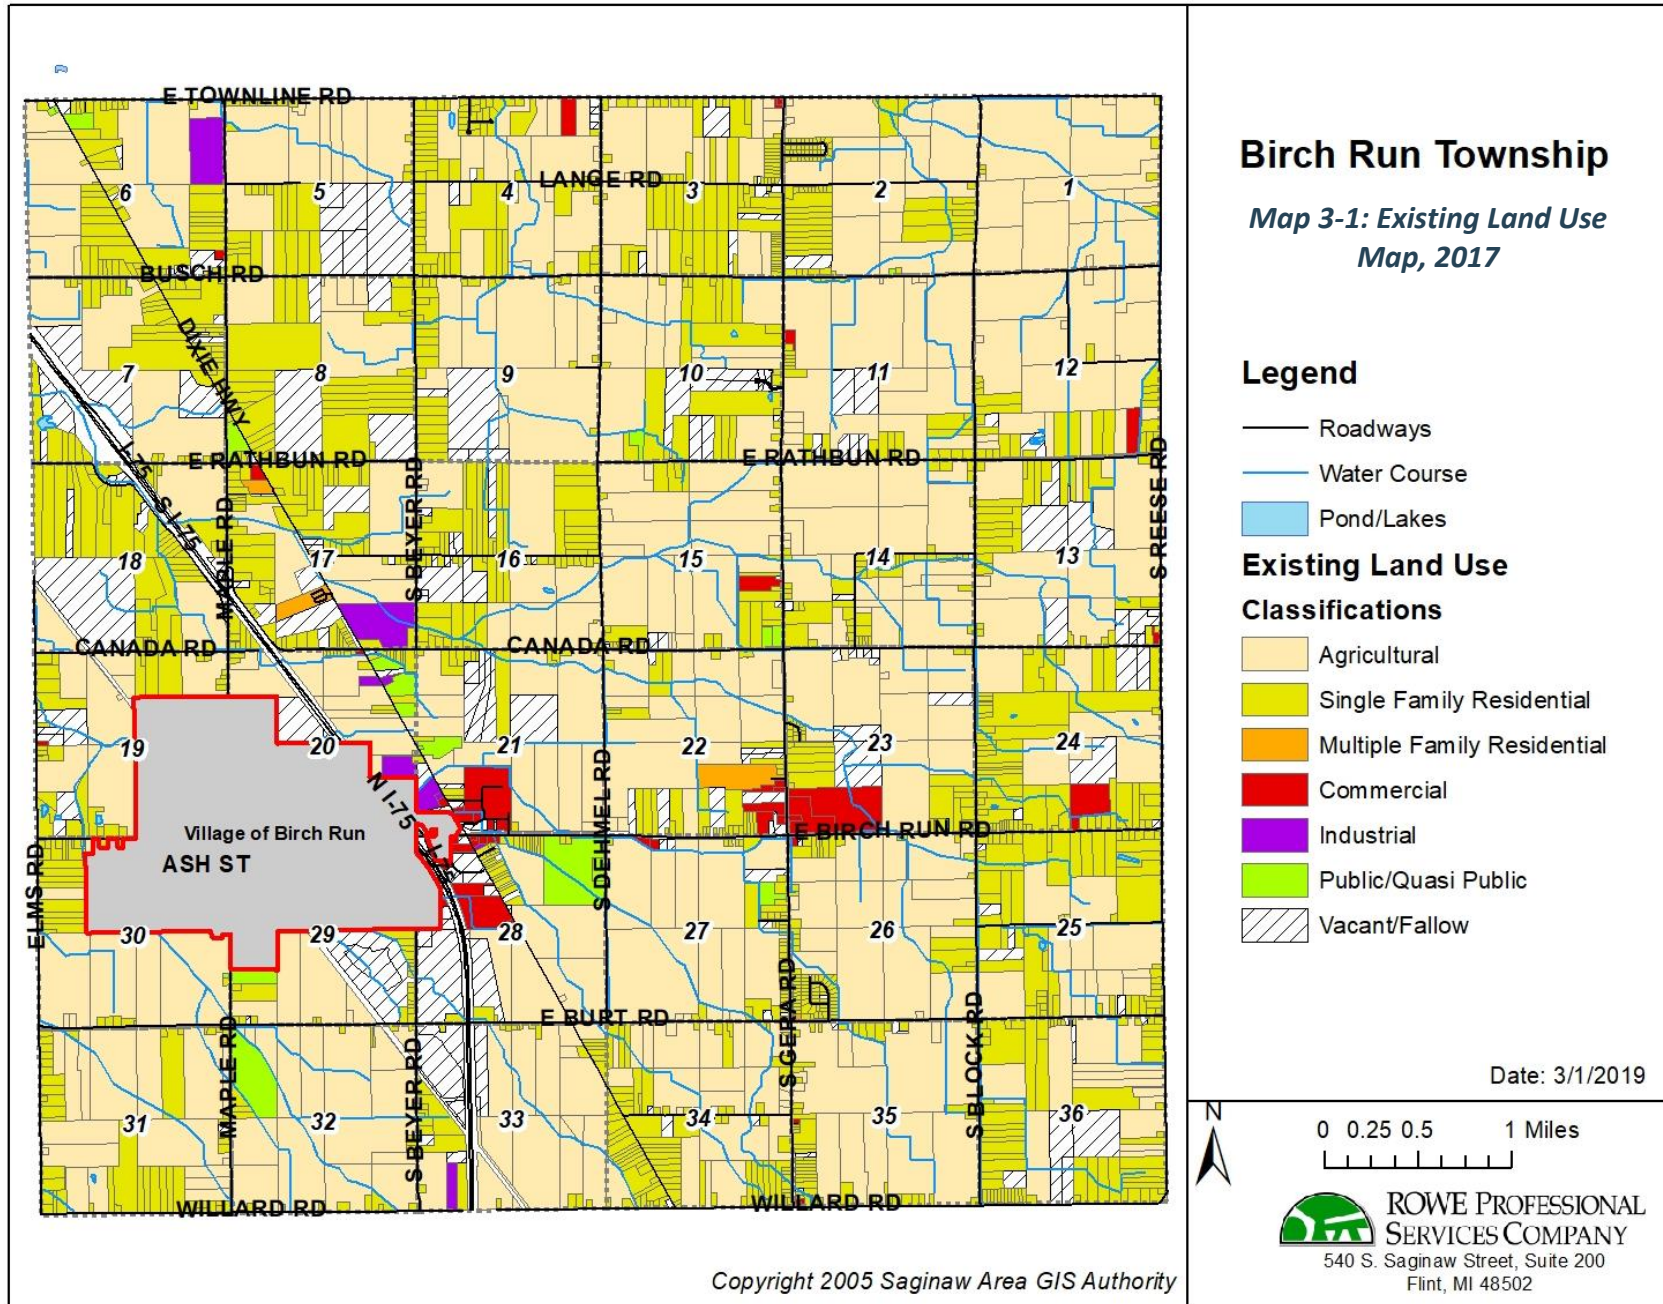 E TOWNLINE RD
LANGE RD
6
5
4
3
2
1
BUSCH RD
DIXIE HWY
7
8
9
10
11
12
E RATHBUN RD
E RATHBUN RD
I-75
S I-75
MAPLE RD
S BEYER RD
S REESE RD
18
17
16
15
14
13
CANADA RD
CANADA RD
19
20
21
22
23
24
N I-75
S DEHMEL RD
E BIRCH RUN RD
Village of Birch Run
ASH ST
I-75
ELMS RD
30
29
28
27
26
25
S GERA RD
S BLOCK RD
E BURT RD
MAPLE RD
S BEYER RD
31
32
33
34
35
36
WILLARD RD
WILLARD RD
Copyright 2005 Saginaw Area GIS Authority
Birch Run Township
Map 3-1: Existing Land Use
Map, 2017
Legend
Roadways
Water Course
Pond/Lakes
Existing Land Use
Classifications
Agricultural
Single Family Residential
Multiple Family Residential
Commercial
Industrial
Public/Quasi Public
Vacant/Fallow
Date: 3/1/2019
N
0 0.25 0.5 1 Miles
ROWE PROFESSIONAL
SERVICES COMPANY
540 S. Saginaw Street, Suite 200
Flint, MI 48502